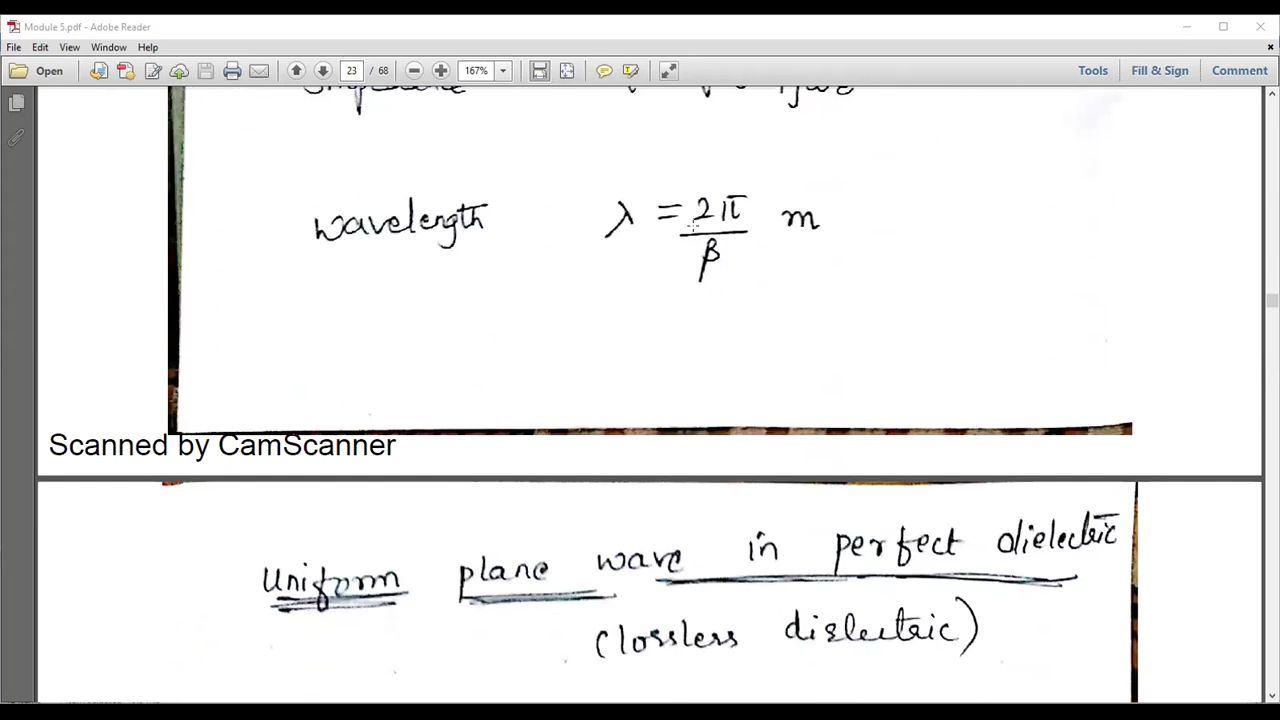 Module 5.pdf - Adobe Reader
File Edit View Window Help
Open 23 / 68 167% Tools Fill & Sign Comment
wavelength λ = 2π/β m
Scanned by CamScanner
Uniform plane wave in perfect dielectric
(lossless dielectric)